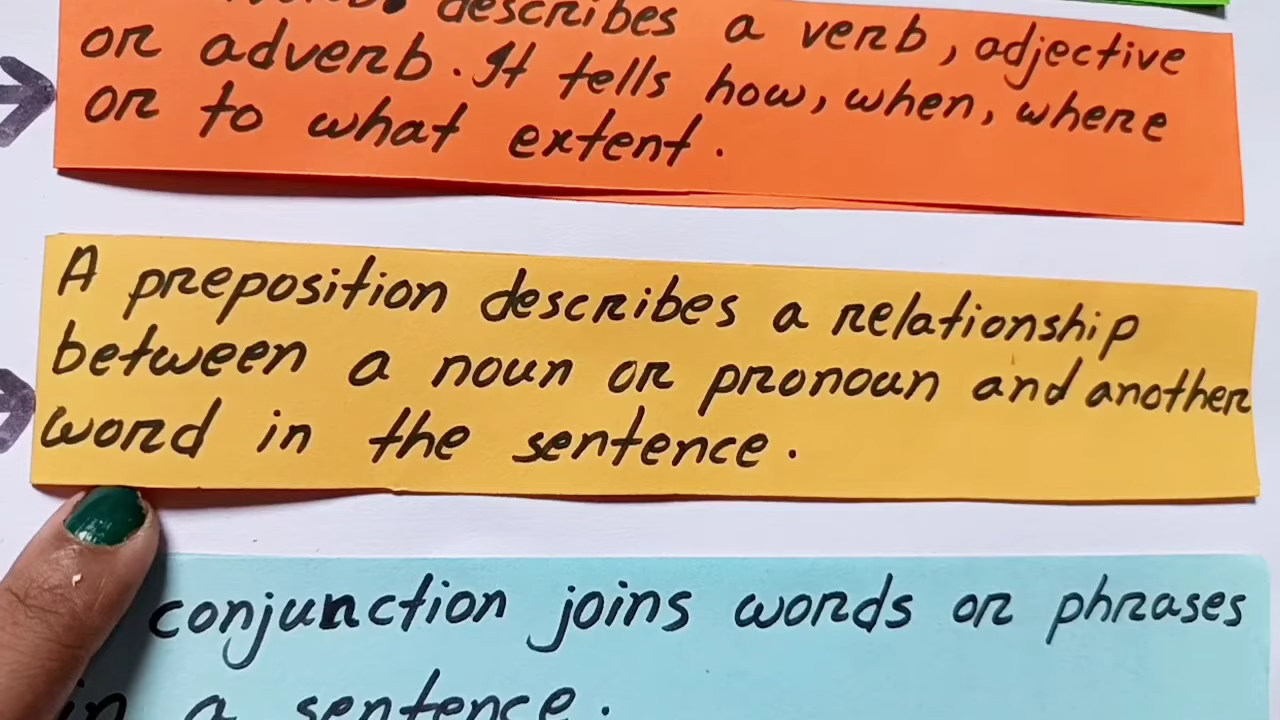 describes a verb, adjective
or adverb. It tells how, when, where
or to what extent.
A preposition describes a relationship
between a noun or pronoun and another
word in the sentence.
conjunction joins words or phrases
in a sentence.